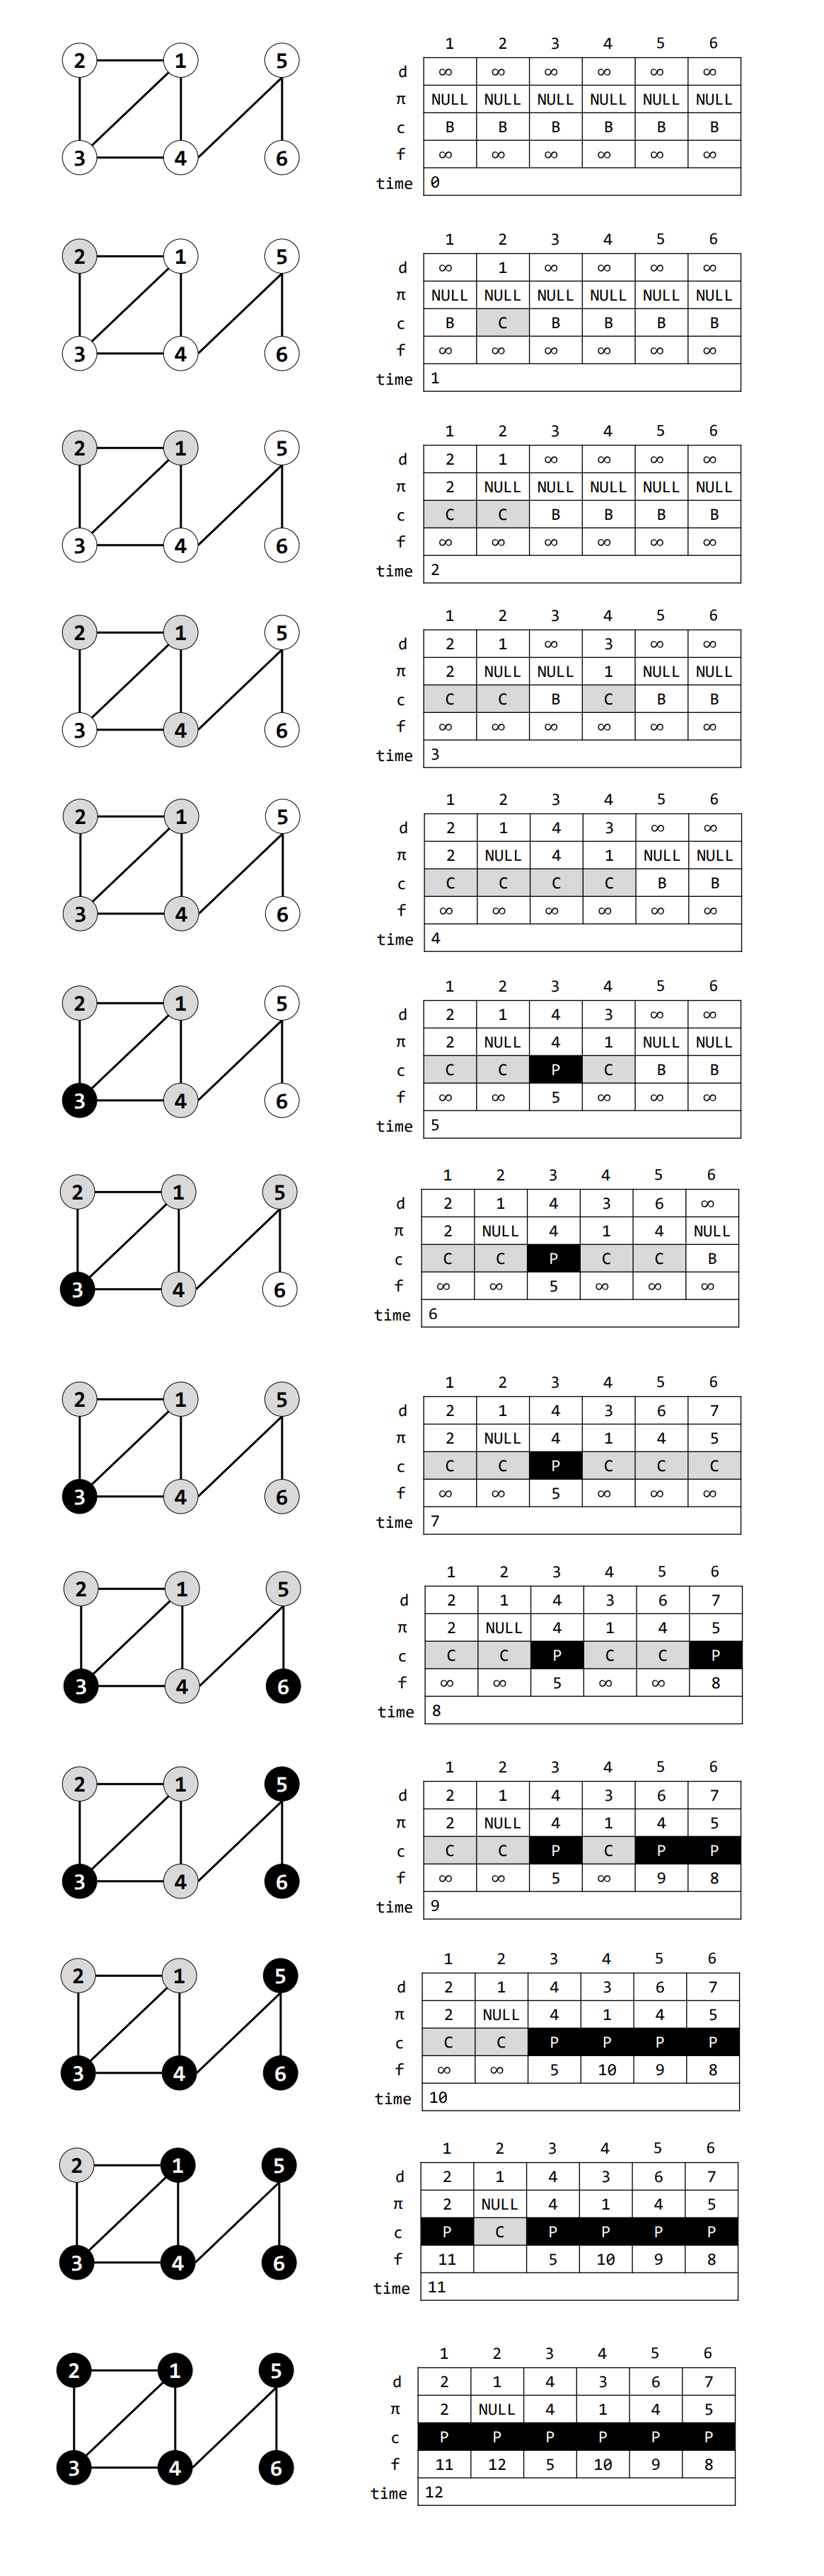 2 1 5
3 4 6
1 2 3 4 5 6
d ∞ ∞ ∞ ∞ ∞ ∞
π NULL NULL NULL NULL NULL NULL
c B B B B B B
f ∞ ∞ ∞ ∞ ∞ ∞
time 0
2 1 5
3 4 6
1 2 3 4 5 6
d ∞ 1 ∞ ∞ ∞ ∞
π NULL NULL NULL NULL NULL NULL
c B C B B B B
f ∞ ∞ ∞ ∞ ∞ ∞
time 1
2 1 5
3 4 6
1 2 3 4 5 6
d 2 1 ∞ ∞ ∞ ∞
π 2 NULL NULL NULL NULL NULL
c C C B B B B
f ∞ ∞ ∞ ∞ ∞ ∞
time 2
2 1 5
3 4 6
1 2 3 4 5 6
d 2 1 ∞ 3 ∞ ∞
π 2 NULL NULL 1 NULL NULL
c C C B C B B
f ∞ ∞ ∞ ∞ ∞ ∞
time 3
2 1 5
3 4 6
1 2 3 4 5 6
d 2 1 4 3 ∞ ∞
π 2 NULL 4 1 NULL NULL
c C C C C B B
f ∞ ∞ ∞ ∞ ∞ ∞
time 4
2 1 5
3 4 6
1 2 3 4 5 6
d 2 1 4 3 ∞ ∞
π 2 NULL 4 1 NULL NULL
c C C P C B B
f ∞ ∞ 5 ∞ ∞ ∞
time 5
2 1 5
3 4 6
1 2 3 4 5 6
d 2 1 4 3 6 ∞
π 2 NULL 4 1 4 NULL
c C C P C C B
f ∞ ∞ 5 ∞ ∞ ∞
time 6
2 1 5
3 4 6
1 2 3 4 5 6
d 2 1 4 3 6 7
π 2 NULL 4 1 4 5
c C C P C C C
f ∞ ∞ 5 ∞ ∞ ∞
time 7
2 1 5
3 4 6
1 2 3 4 5 6
d 2 1 4 3 6 7
π 2 NULL 4 1 4 5
c C C P C C P
f ∞ ∞ 5 ∞ ∞ 8
time 8
2 1 5
3 4 6
1 2 3 4 5 6
d 2 1 4 3 6 7
π 2 NULL 4 1 4 5
c C C P C P P
f ∞ ∞ 5 ∞ 9 8
time 9
2 1 5
3 4 6
1 2 3 4 5 6
d 2 1 4 3 6 7
π 2 NULL 4 1 4 5
c C C P P P P
f ∞ ∞ 5 10 9 8
time 10
2 1 5
3 4 6
1 2 3 4 5 6
d 2 1 4 3 6 7
π 2 NULL 4 1 4 5
c P C P P P P
f 11 5 10 9 8
time 11
2 1 5
3 4 6
1 2 3 4 5 6
d 2 1 4 3 6 7
π 2 NULL 4 1 4 5
c P P P P P P
f 11 12 5 10 9 8
time 12